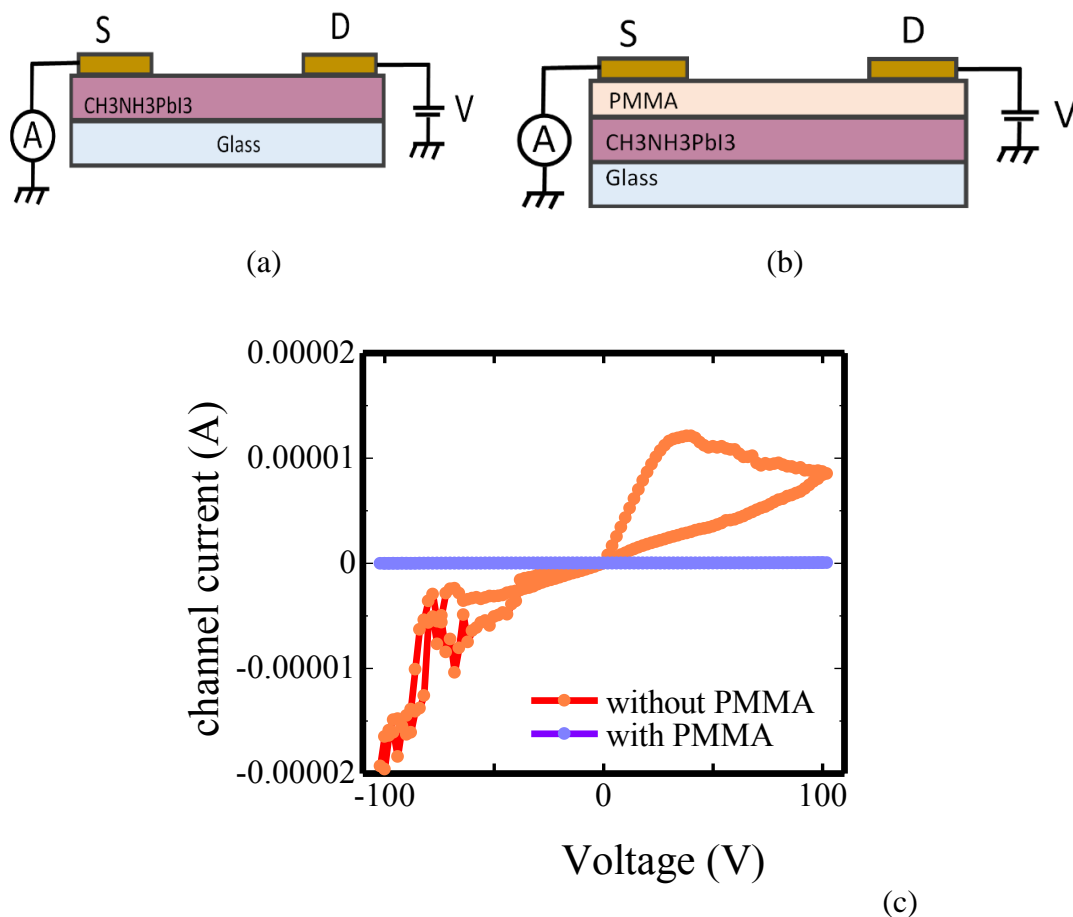 S
D
CH3NH3PbI3
Glass
A
V
(a)
S
D
PMMA
CH3NH3PbI3
Glass
A
V
(b)
0.00002
0.00001
0
-0.00001
-0.00002
channel current (A)
without PMMA
with PMMA
-100
0
100
Voltage (V)
(c)